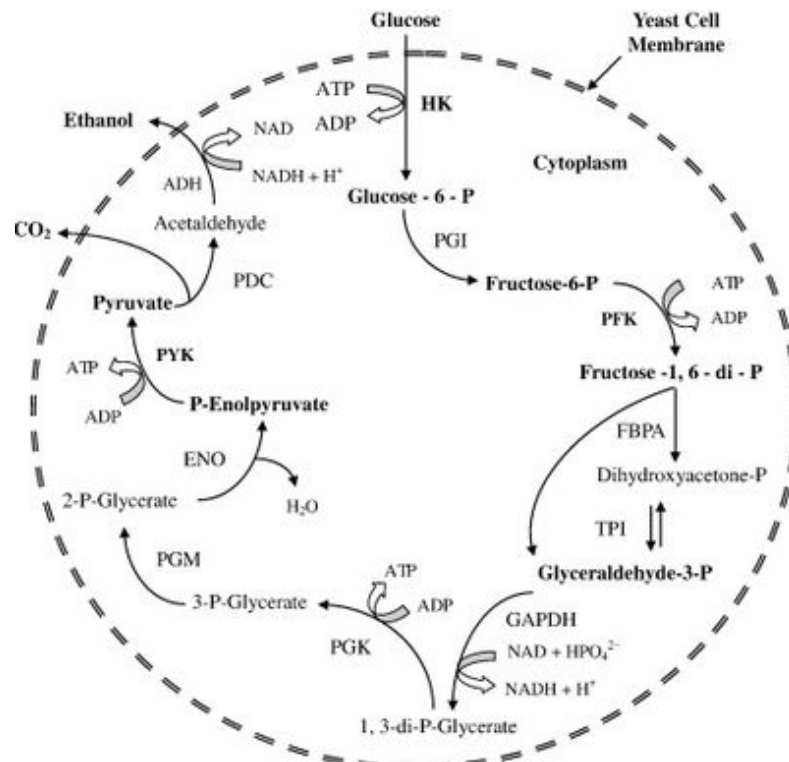 Glucose
Yeast Cell
Membrane
ATP
HK
ADP
Ethanol
NAD
NADH + H⁺
ADH
Cytoplasm
Glucose - 6 - P
Acetaldehyde
CO₂
PGI
PDC
Fructose-6-P
ATP
PFK
ADP
Pyruvate
PYK
ATP
ADP
Fructose -1, 6 - di - P
P-Enolpyruvate
FBPA
ENO
Dihydroxyacetone-P
2-P-Glycerate
H₂O
TPI
PGM
Glyceraldehyde-3-P
ATP
3-P-Glycerate
ADP
GAPDH
PGK
NAD + HPO₄²⁻
NADH + H⁺
1, 3-di-P-Glycerate